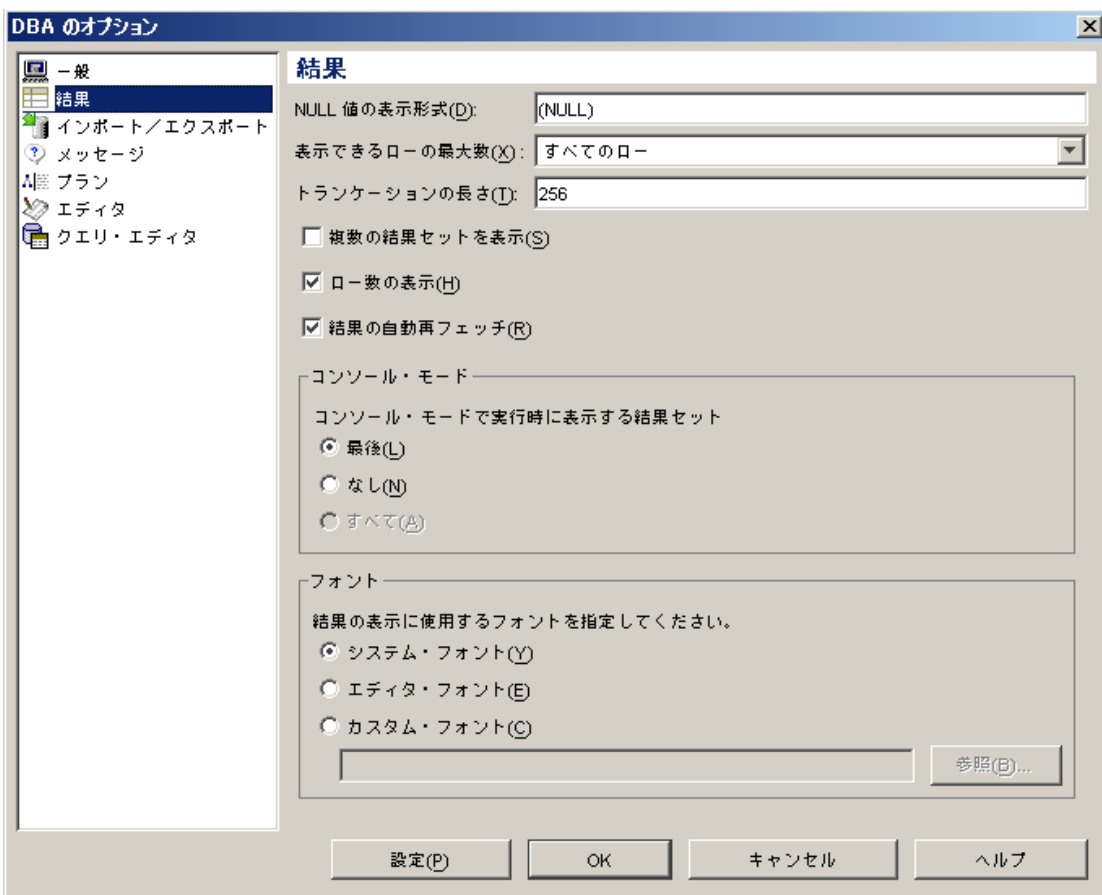 DBA のオプション
一般
結果
インポート／エクスポート
メッセージ
プラン
エディタ
クエリ・エディタ
結果
NULL 値の表示形式(D): (NULL)
表示できるローの最大数(X): すべてのロー
トランケーションの長さ(T): 256
複数の結果セットを表示(S)
ロー数の表示(H)
結果の自動再フェッチ(R)
コンソール・モード
コンソール・モードで実行時に表示する結果セット
最後(L)
なし(N)
すべて(A)
フォント
結果の表示に使用するフォントを指定してください。
システム・フォント(Y)
エディタ・フォント(E)
カスタム・フォント(C)
参照(B)...
設定(P) OK キャンセル ヘルプ